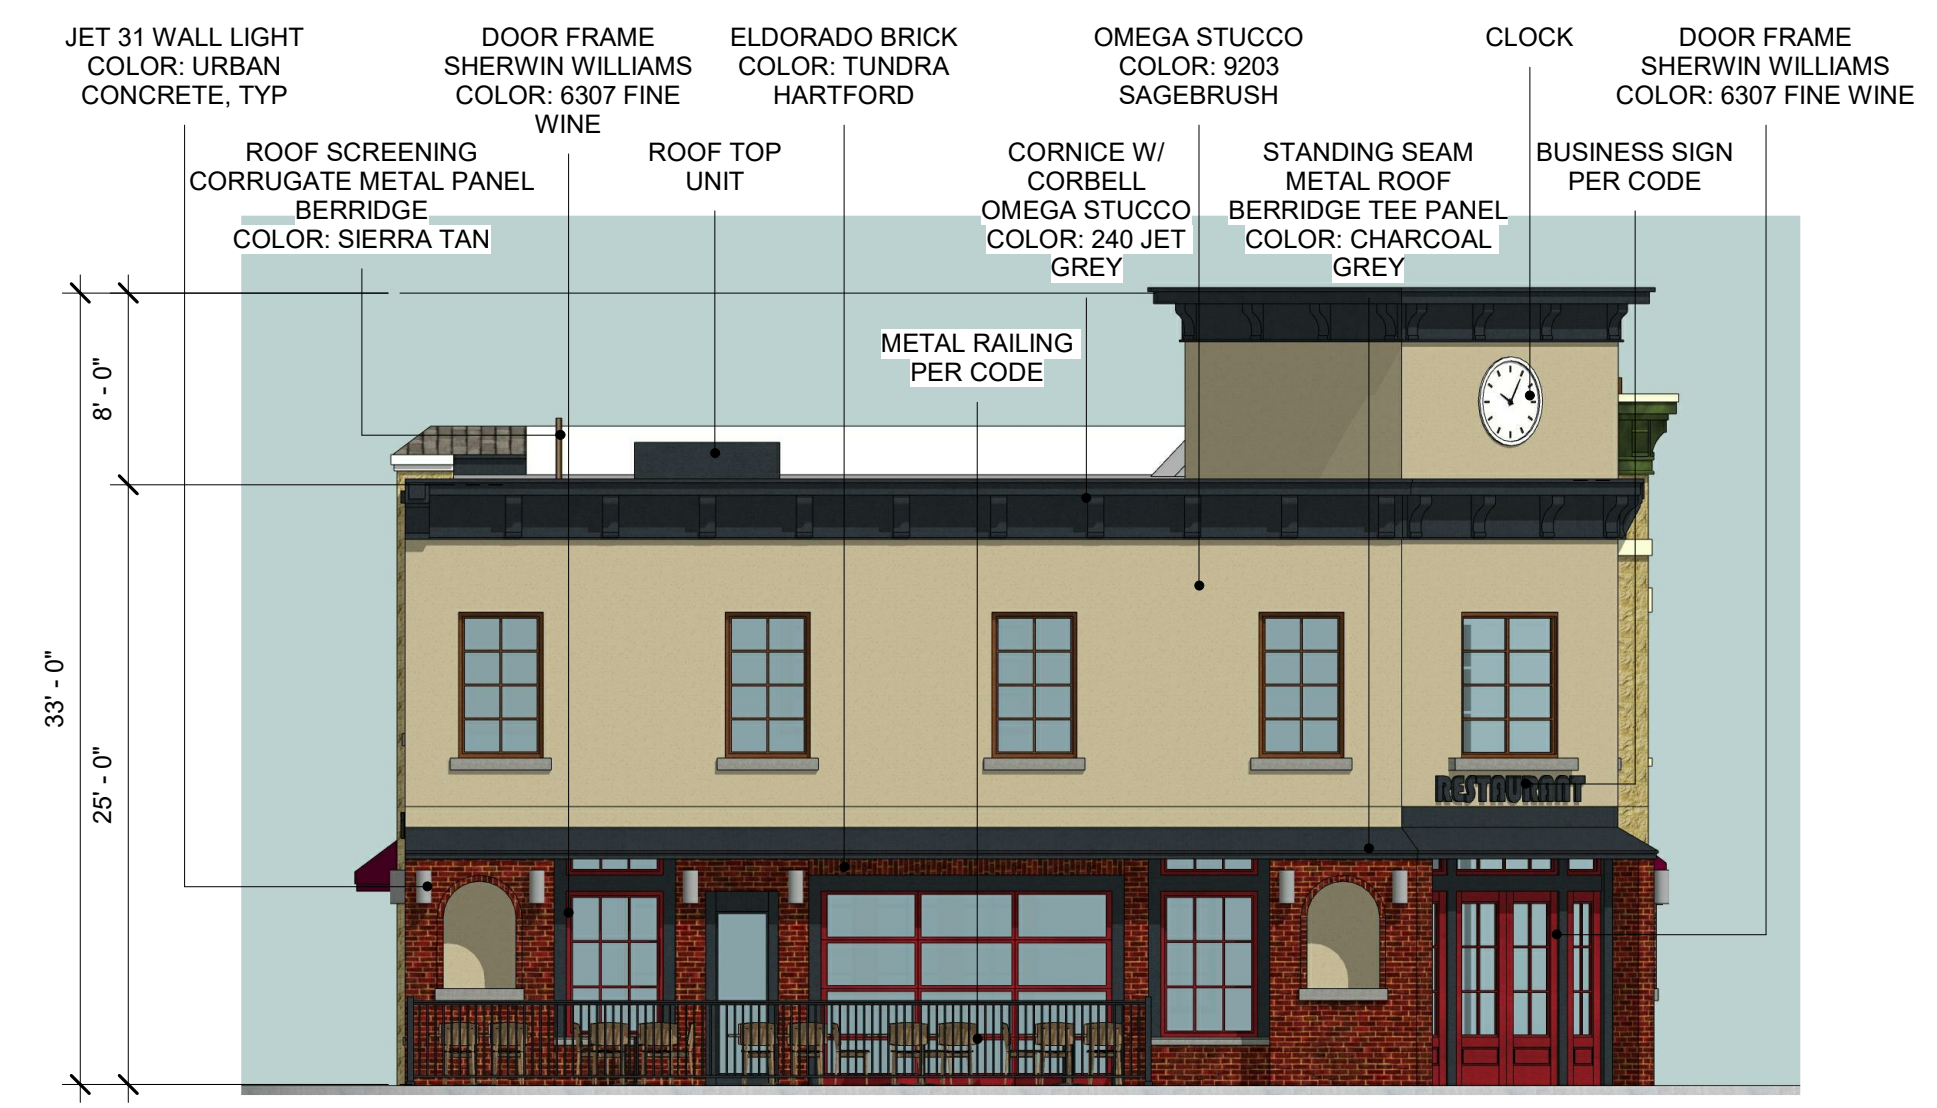 JET 31 WALL LIGHT
COLOR: URBAN
CONCRETE, TYP
DOOR FRAME
SHERWIN WILLIAMS
COLOR: 6307 FINE
WINE
ELDORADO BRICK
COLOR: TUNDRA
HARTFORD
OMEGA STUCCO
COLOR: 9203
SAGEBRUSH
CLOCK
DOOR FRAME
SHERWIN WILLIAMS
COLOR: 6307 FINE WINE
ROOF SCREENING
CORRUGATE METAL PANEL
BERRIDGE
COLOR: SIERRA TAN
ROOF TOP
UNIT
CORNICE W/
CORBELL
OMEGA STUCCO
COLOR: 240 JET
GREY
STANDING SEAM
METAL ROOF
BERRIDGE TEE PANEL
COLOR: CHARCOAL
GREY
BUSINESS SIGN
PER CODE
METAL RAILING
PER CODE
8' - 0"
33' - 0"
25' - 0"
RESTAURANT